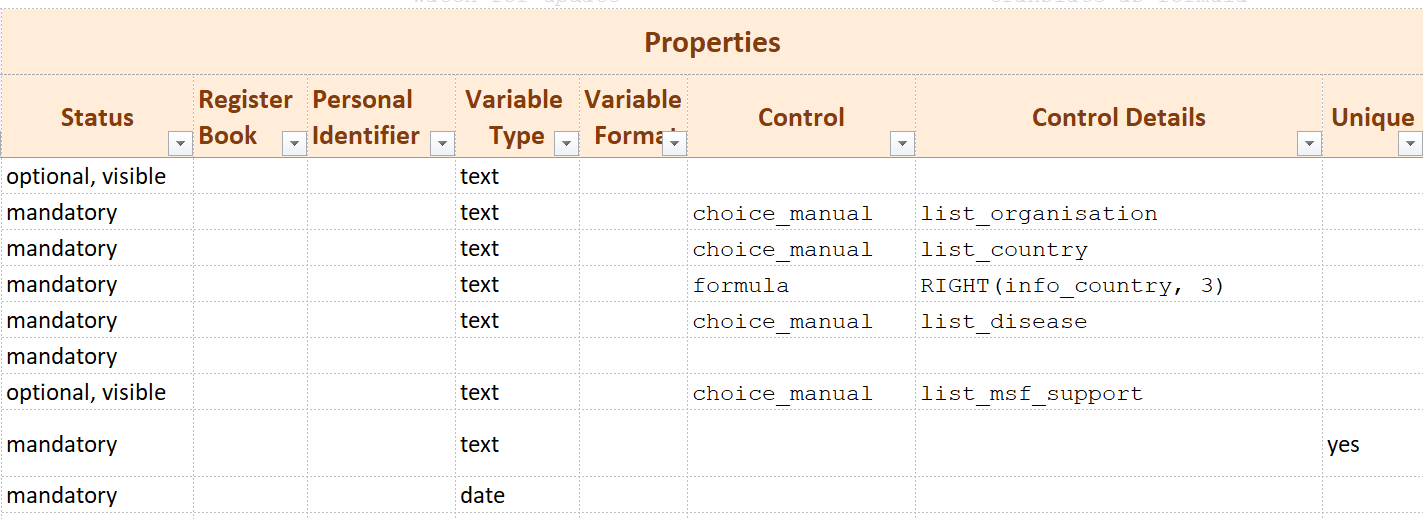 Properties
Status Register Book Personal Identifier Variable Type Variable Format Control Control Details Unique
optional, visible text
mandatory text choice_manual list_organisation
mandatory text choice_manual list_country
mandatory text formula RIGHT(info_country, 3)
mandatory text choice_manual list_disease
mandatory
optional, visible text choice_manual list_msf_support
mandatory text yes
mandatory date